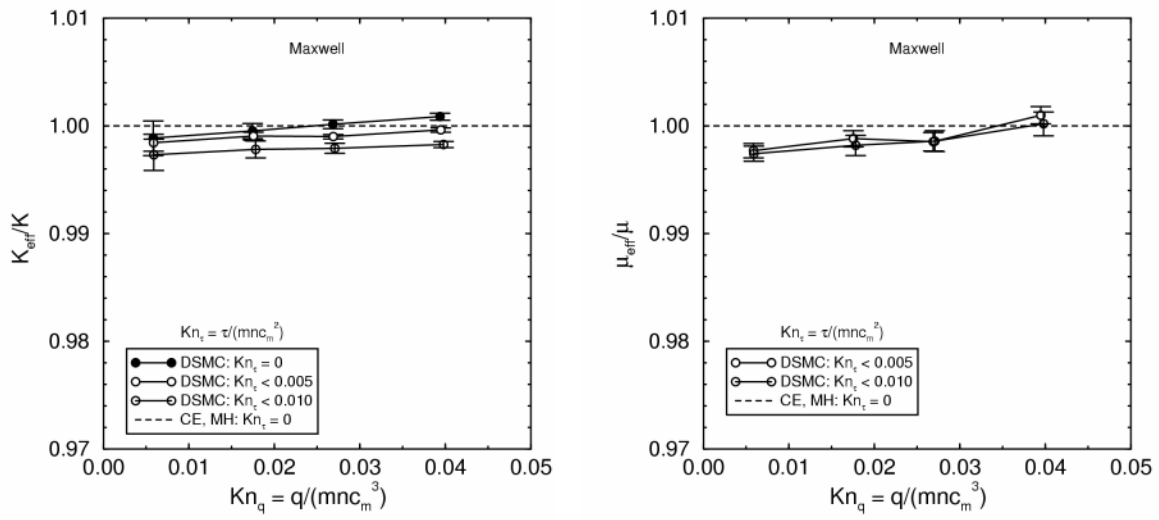 1.01
1.00
0.99
0.98
0.97
K_eff/K
Maxwell
Kn_τ = τ/(mnc_m^2)
DSMC: Kn_τ = 0
DSMC: Kn_τ < 0.005
DSMC: Kn_τ < 0.010
CE, MH: Kn_τ = 0
0.00 0.01 0.02 0.03 0.04 0.05
Kn_q = q/(mnc_m^3)
1.01
1.00
0.99
0.98
0.97
μ_eff/μ
Maxwell
Kn_τ = τ/(mnc_m^2)
DSMC: Kn_τ < 0.005
DSMC: Kn_τ < 0.010
CE, MH: Kn_τ = 0
0.00 0.01 0.02 0.03 0.04 0.05
Kn_q = q/(mnc_m^3)